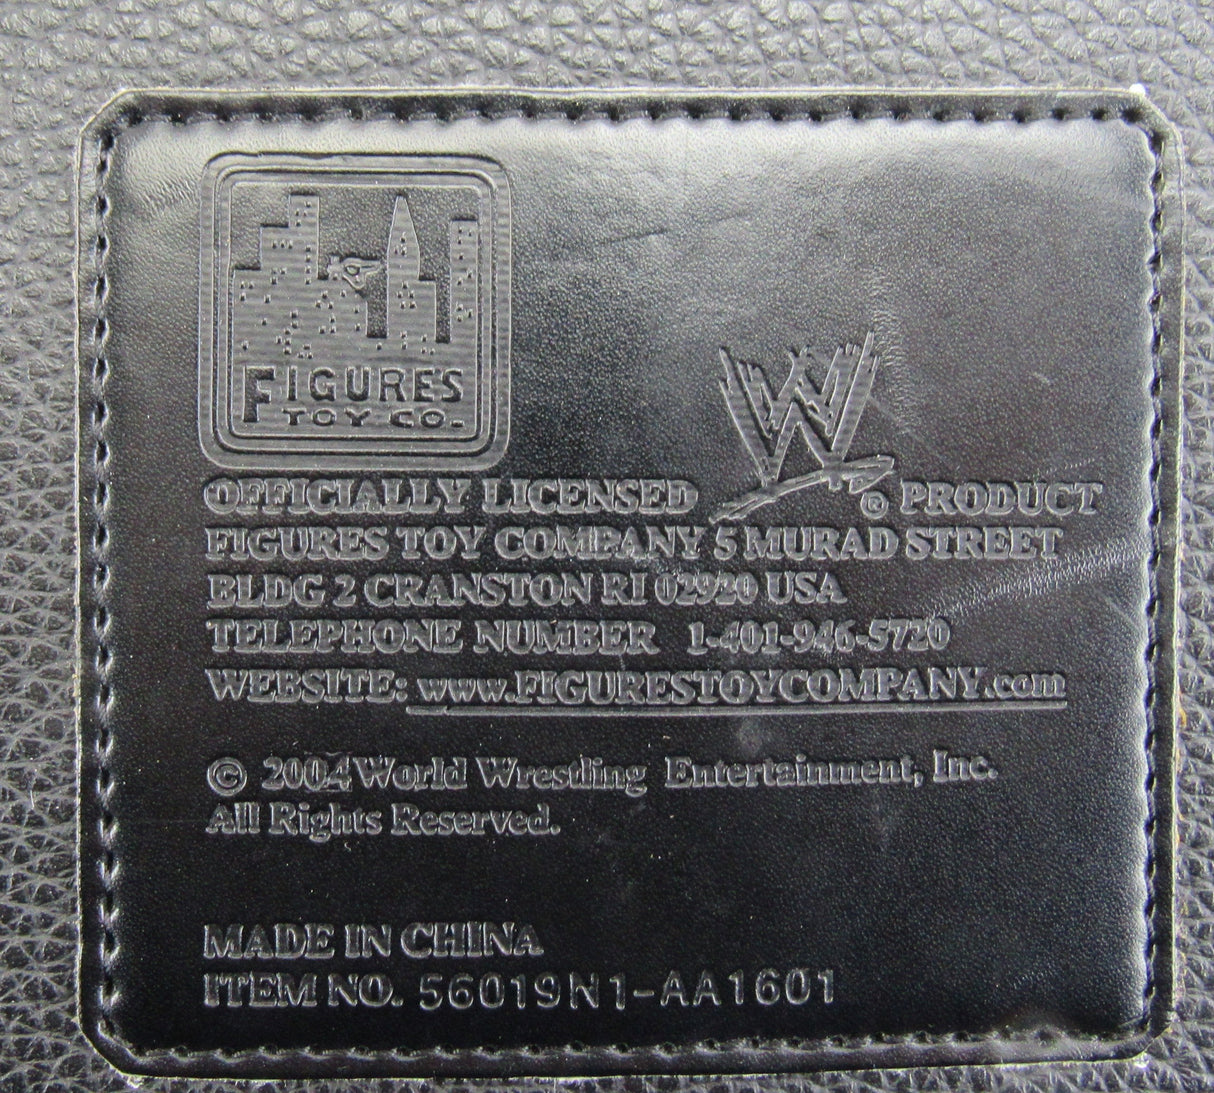 FIGURES
TOY CO.
OFFICIALLY LICENSED W® PRODUCT
FIGURES TOY COMPANY 5 MURAD STREET
BLDG 2 CRANSTON RI 02920 USA
TELEPHONE NUMBER 1-401-946-5720
WEBSITE: www.FIGURESTOYCOMPANY.com
© 2004 World Wrestling Entertainment, Inc.
All Rights Reserved.
MADE IN CHINA
ITEM NO. 56019N1-AA1601